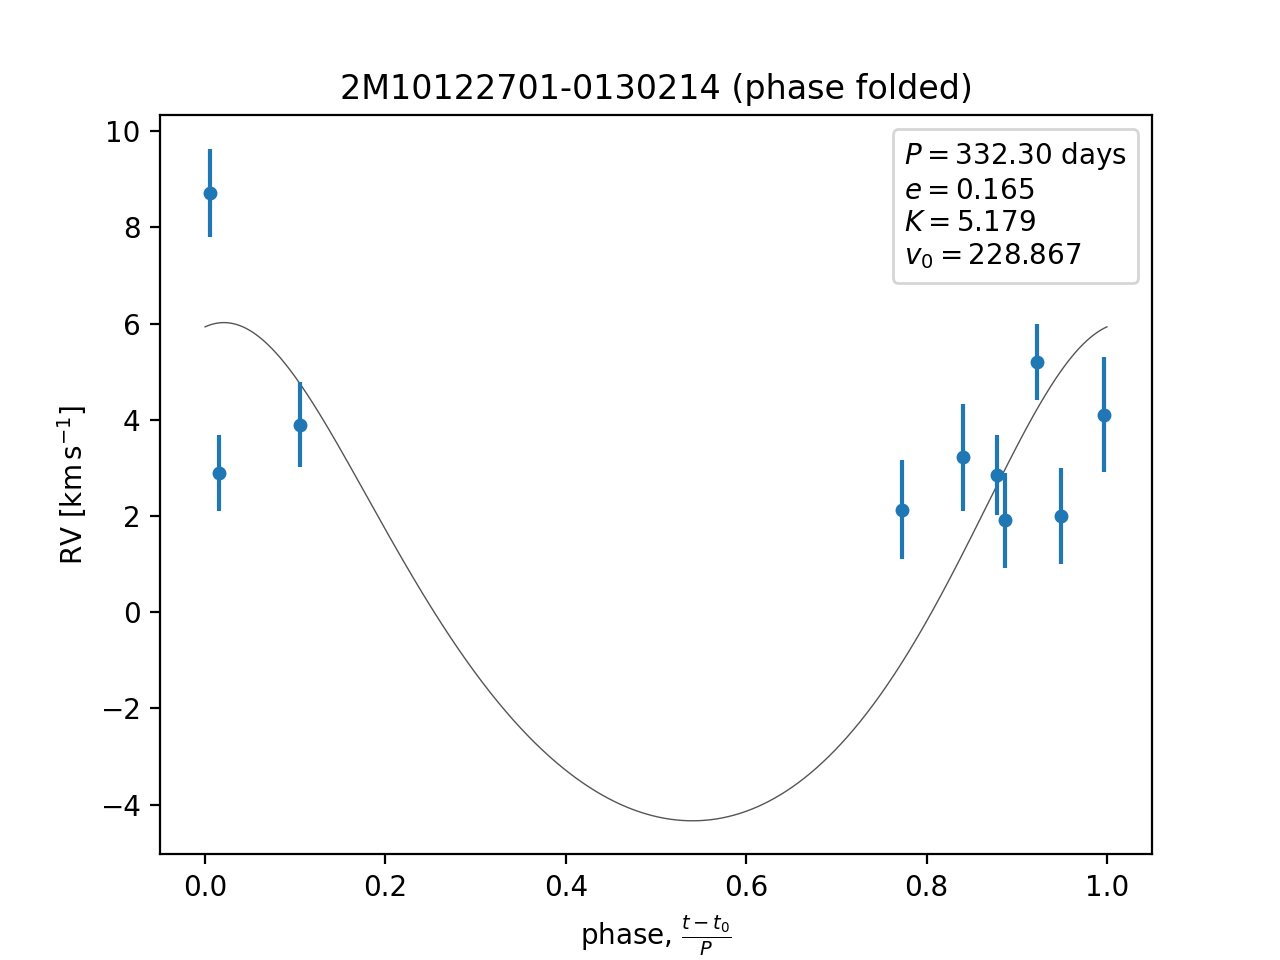 2M10122701-0130214 (phase folded)
P = 332.30 days
e = 0.165
K = 5.179
v₀ = 228.867
10
8
6
4
2
0
−2
−4
RV [km s⁻¹]
0.0 0.2 0.4 0.6 0.8 1.0
phase, (t − t₀)/P